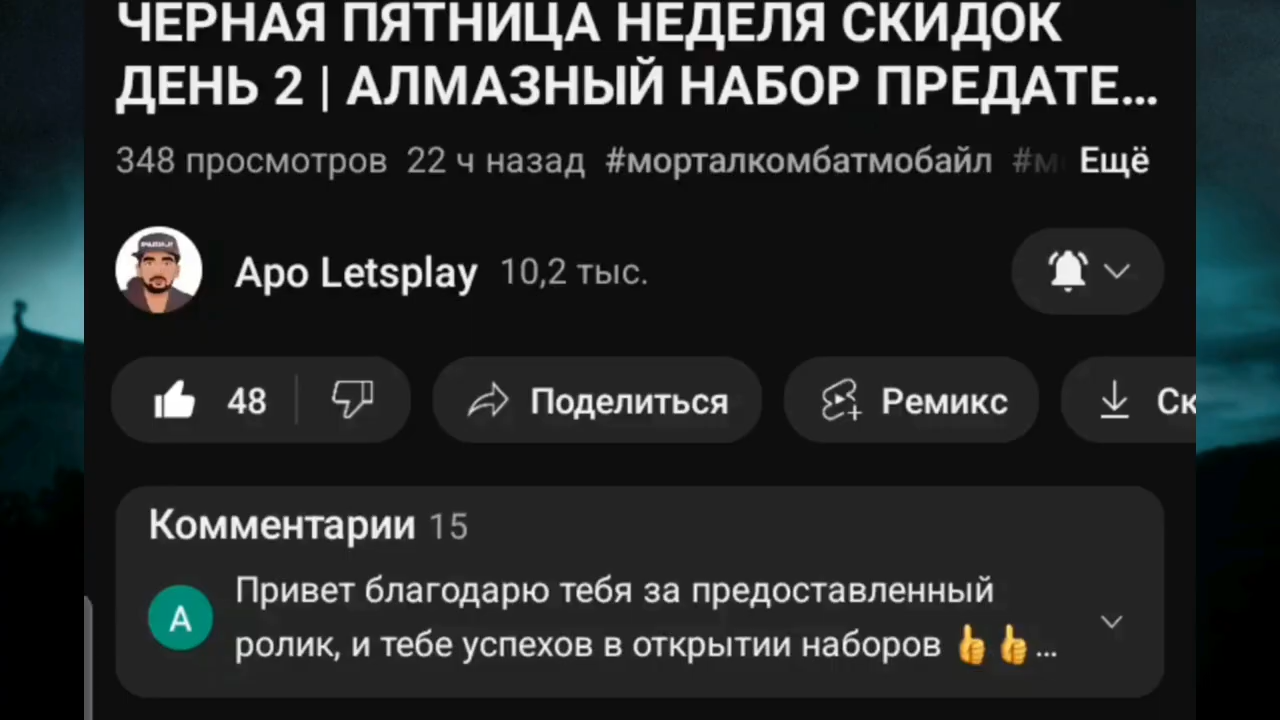 ЧЕРНАЯ ПЯТНИЦА НЕДЕЛЯ СКИДОК
ДЕНЬ 2 | АЛМАЗНЫЙ НАБОР ПРЕДАТЕ...
348 просмотров 22 ч назад #морталкомбатмобайл #м Ещё
Apo Letsplay 10,2 тыс.
48 Поделиться Ремикс Ск
Комментарии 15
A
Привет благодарю тебя за предоставленный
ролик, и тебе успехов в открытии наборов 👍👍...